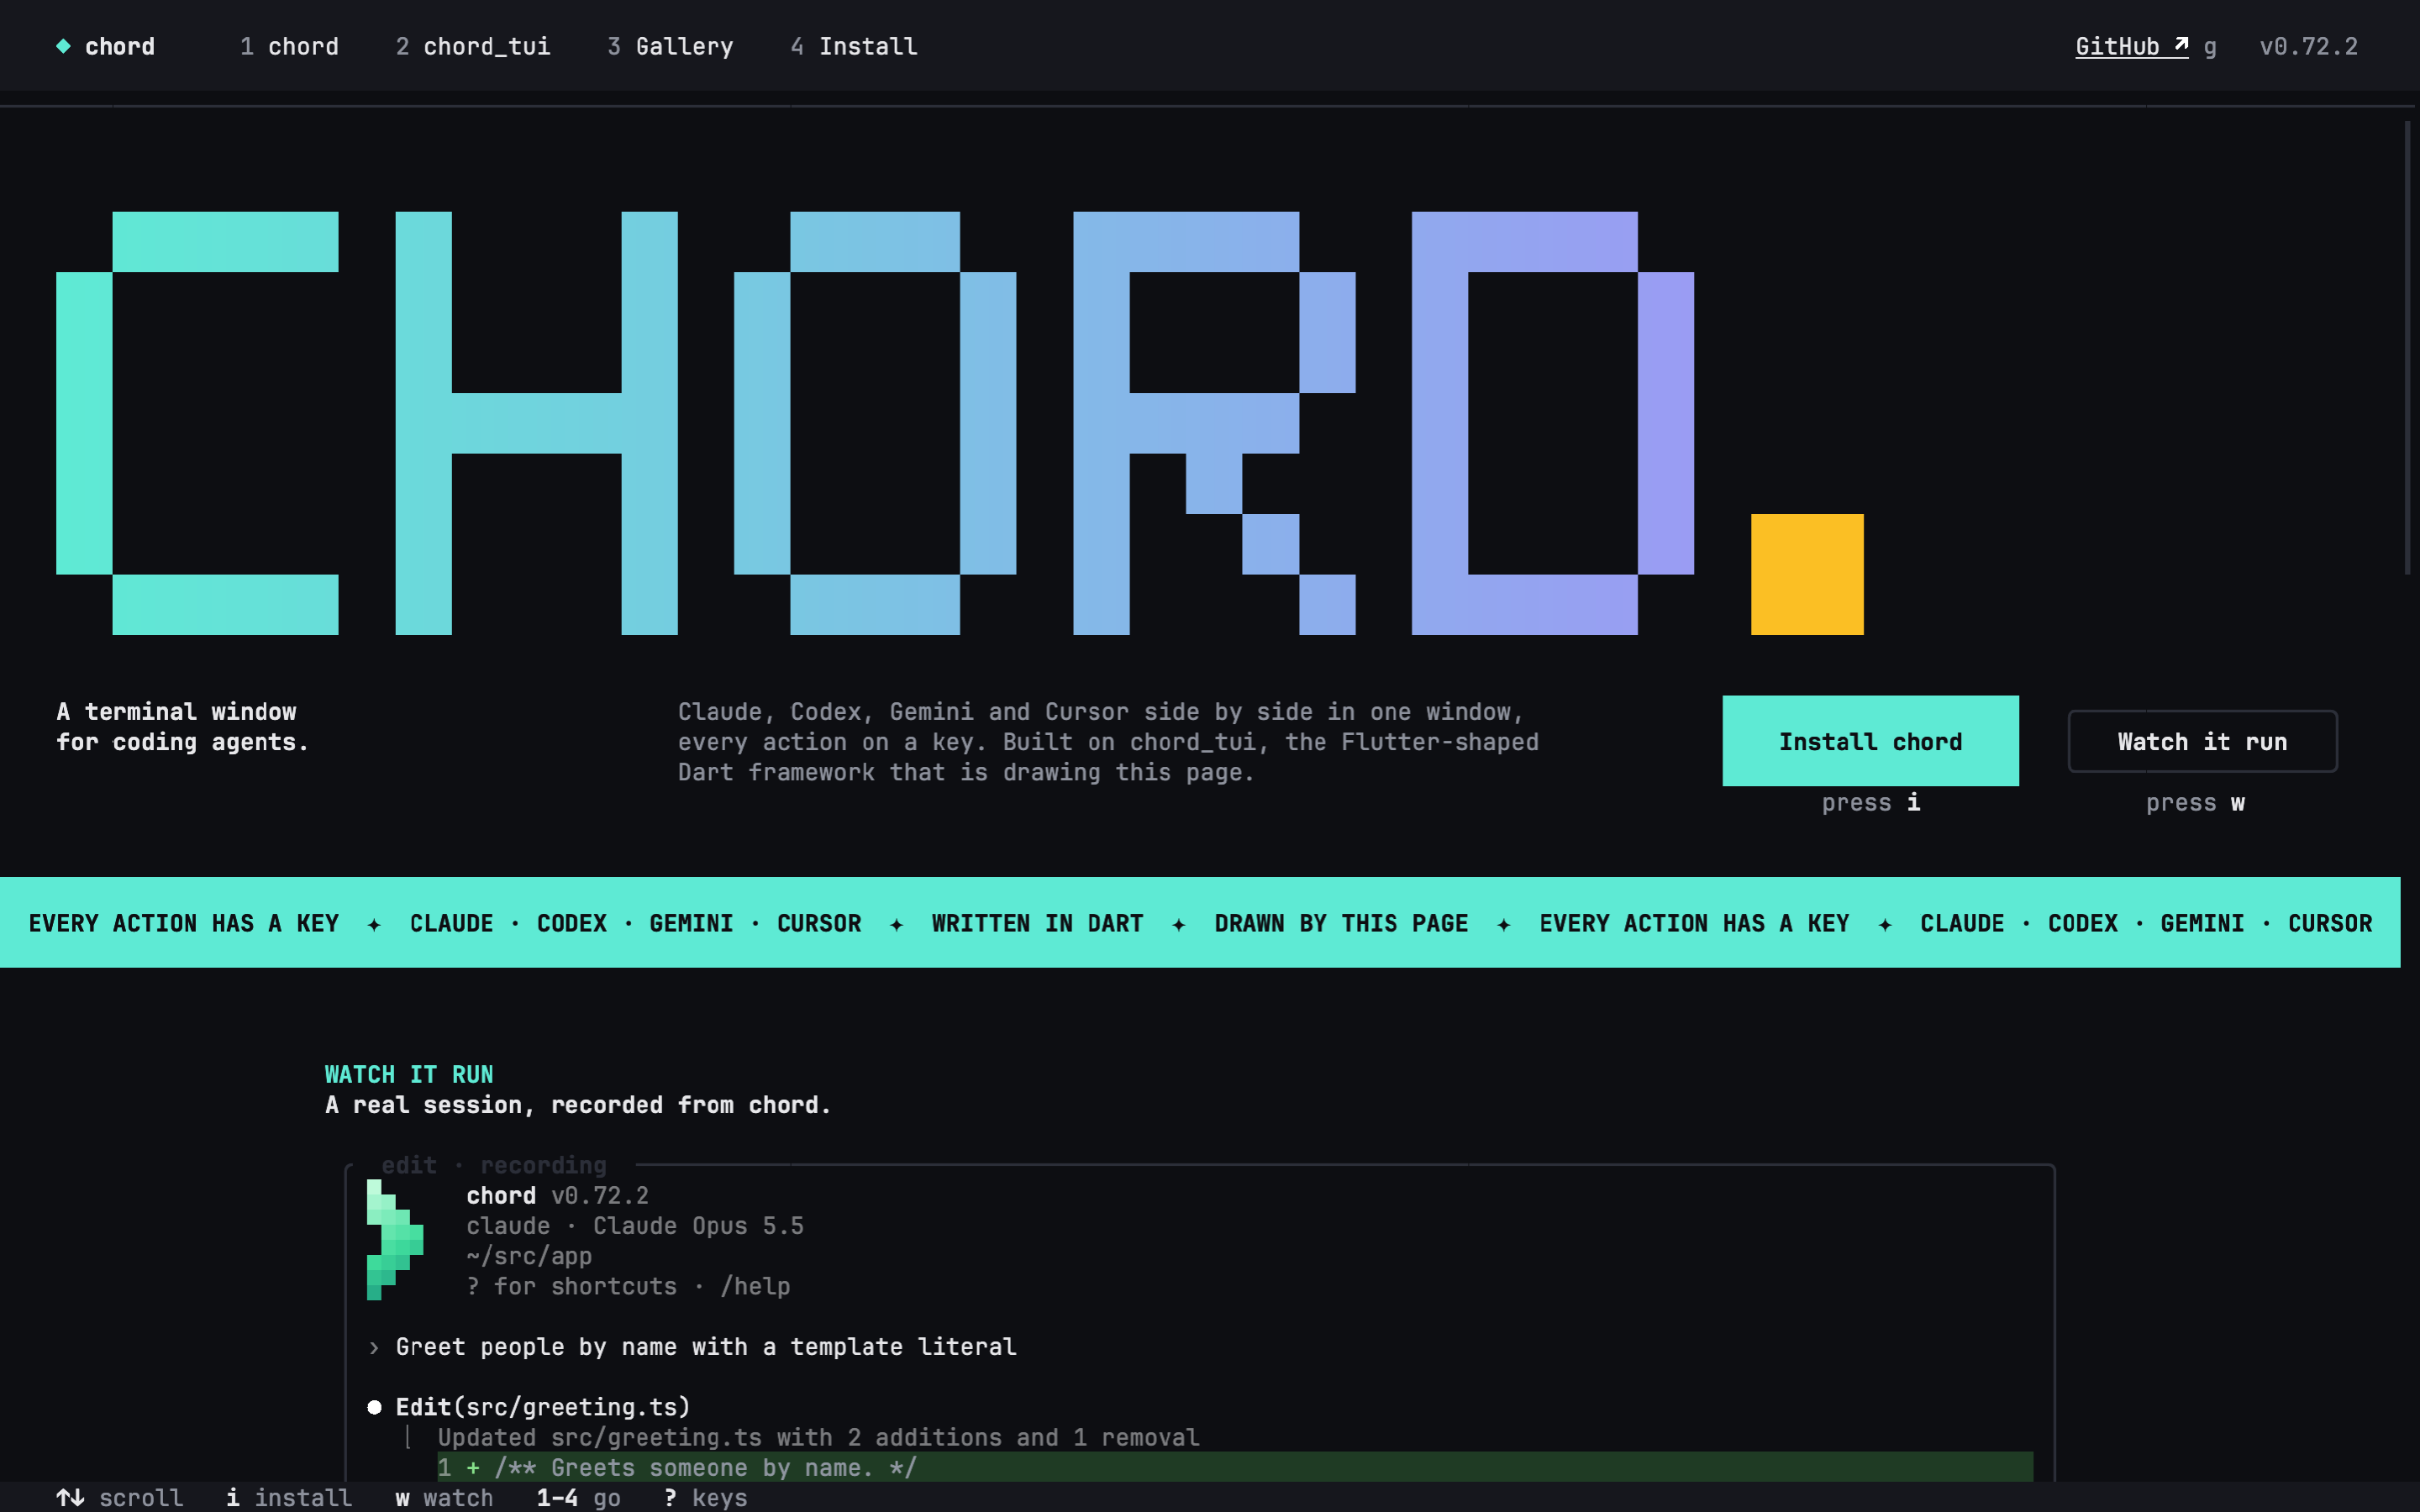 ◆ chord 1 chord 2 chord_tui 3 Gallery 4 Install GitHub ↗ g v0.72.2
CHORD.
A terminal window
for coding agents.
Claude, Codex, Gemini and Cursor side by side in one window,
every action on a key. Built on chord_tui, the Flutter-shaped
Dart framework that is drawing this page.
Install chord
press i
Watch it run
press w
EVERY ACTION HAS A KEY ✦ CLAUDE · CODEX · GEMINI · CURSOR ✦ WRITTEN IN DART ✦ DRAWN BY THIS PAGE ✦ EVERY ACTION HAS A KEY ✦ CLAUDE · CODEX · GEMINI · CURSOR
WATCH IT RUN
A real session, recorded from chord.
edit · recording
chord v0.72.2
claude · Claude Opus 5.5
~/src/app
? for shortcuts · /help
› Greet people by name with a template literal
● Edit(src/greeting.ts)
⎣ Updated src/greeting.ts with 2 additions and 1 removal
1 + /** Greets someone by name. */
↑↓ scroll i install w watch 1-4 go ? keys